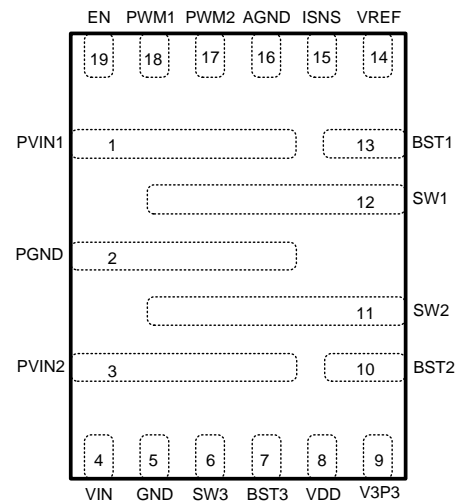 EN PWM1 PWM2 AGND ISNS VREF
19 18 17 16 15 14
PVIN1 1 13 BST1
12 SW1
PGND 2
11 SW2
PVIN2 3 10 BST2
4 5 6 7 8 9
VIN GND SW3 BST3 VDD V3P3